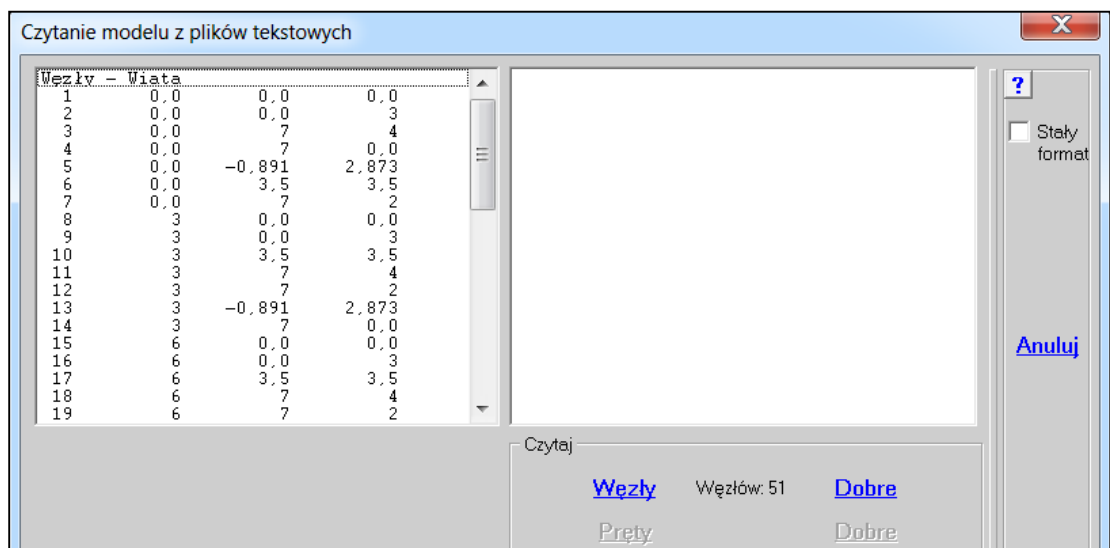 Czytanie modelu z plików tekstowych
X
Węzły - Wiata
1 0,0 0,0 0,0
2 0,0 0,0 3
3 0,0 7 4
4 0,0 7 0,0
5 0,0 -0,891 2,873
6 0,0 3,5 3,5
7 0,0 7 2
8 3 0,0 0,0
9 3 0,0 3
10 3 3,5 3,5
11 3 7 4
12 3 7 2
13 3 -0,891 2,873
14 3 7 0,0
15 6 0,0 0,0
16 6 0,0 3
17 6 3,5 3,5
18 6 7 4
19 6 7 2
?
Stały
format
Anuluj
Czytaj
Węzły Węzłów: 51 Dobre
Pręty Dobre